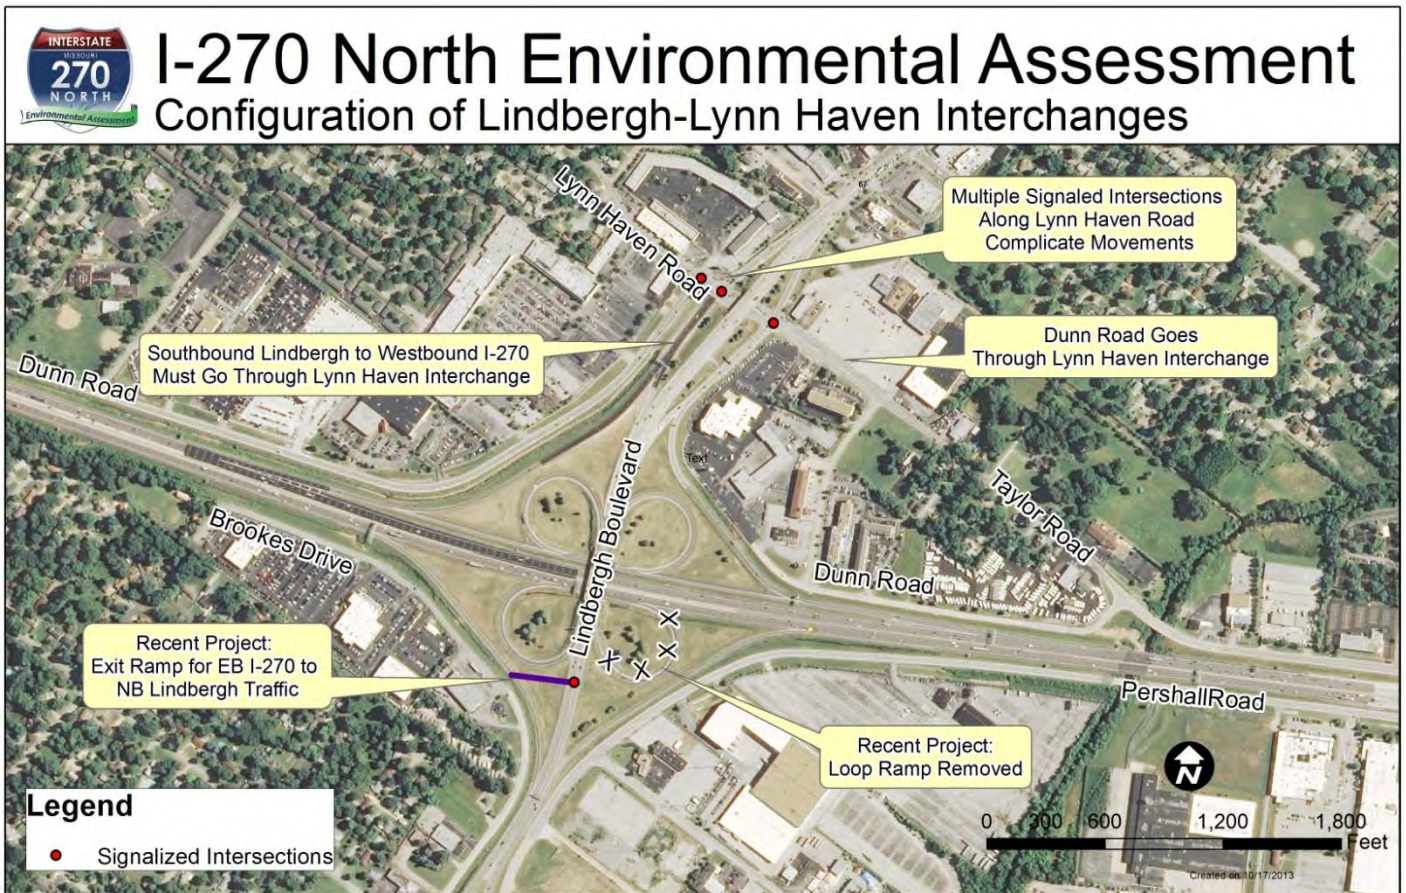 INTERSTATE
MISSOURI
270
NORTH
Environmental Assessment
I-270 North Environmental Assessment
Configuration of Lindbergh-Lynn Haven Interchanges
Lynn Haven Road
67
Multiple Signaled Intersections
Along Lynn Haven Road
Complicate Movements
Southbound Lindbergh to Westbound I-270
Must Go Through Lynn Haven Interchange
Dunn Road Goes
Through Lynn Haven Interchange
Dunn Road
Lindbergh Boulevard
Text
Taylor Road
Brookes Drive
Dunn Road
X
X
X
X
Recent Project:
Exit Ramp for EB I-270 to
NB Lindbergh Traffic
PershallRoad
Recent Project:
Loop Ramp Removed
N
Legend
Signalized Intersections
0 300 600 1,200 1,800
Feet
Created on 10/17/2013